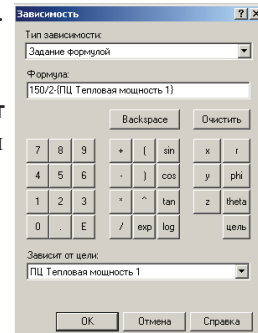 Зависимость
Тип зависимости:
Задание формулой
Формула:
150/2-{ПЦ Тепловая мощность 1}
Backspace Очистить
7 8 9 + ( sin x r
4 5 6 - ) cos y phi
1 2 3 * ^ tan z theta
0 . E / exp log цель
Зависит от цели:
ПЦ Тепловая мощность 1
OK Отмена Справка